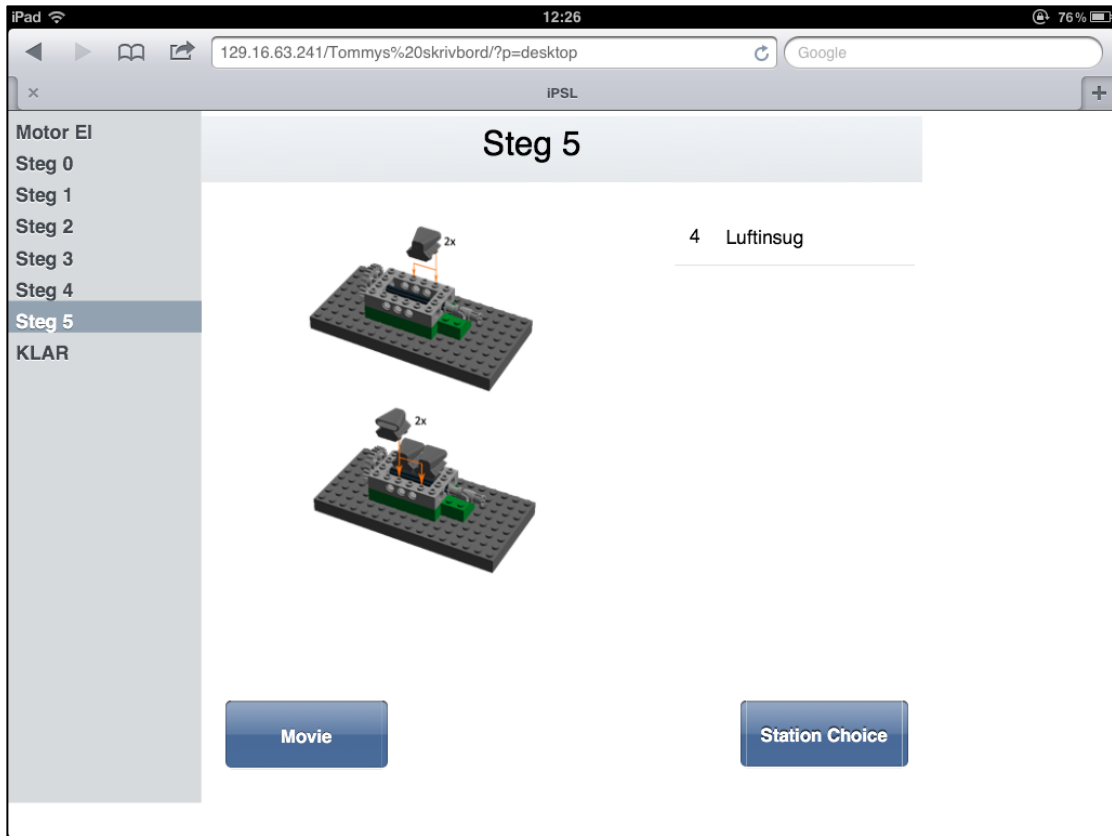 iPad 12:26 76%
129.16.63.241/Tommys%20skrivbord/?p=desktop Google
iPSL
Motor El
Steg 0
Steg 1
Steg 2
Steg 3
Steg 4
Steg 5
KLAR
Steg 5
2x
4 Luftinsug
2x
Movie
Station Choice